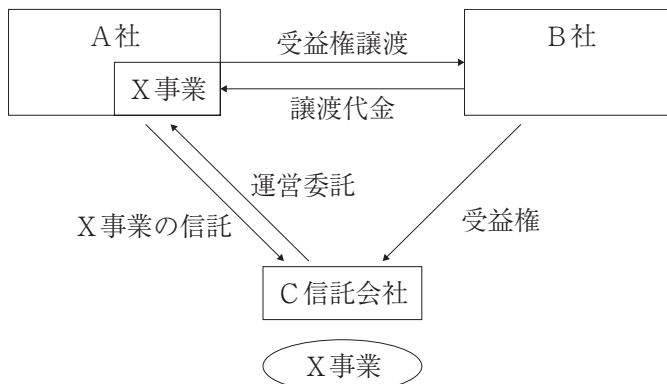 A社
B社
受益権譲渡
X事業
譲渡代金
運営委託
X事業の信託
受益権
C信託会社
X事業